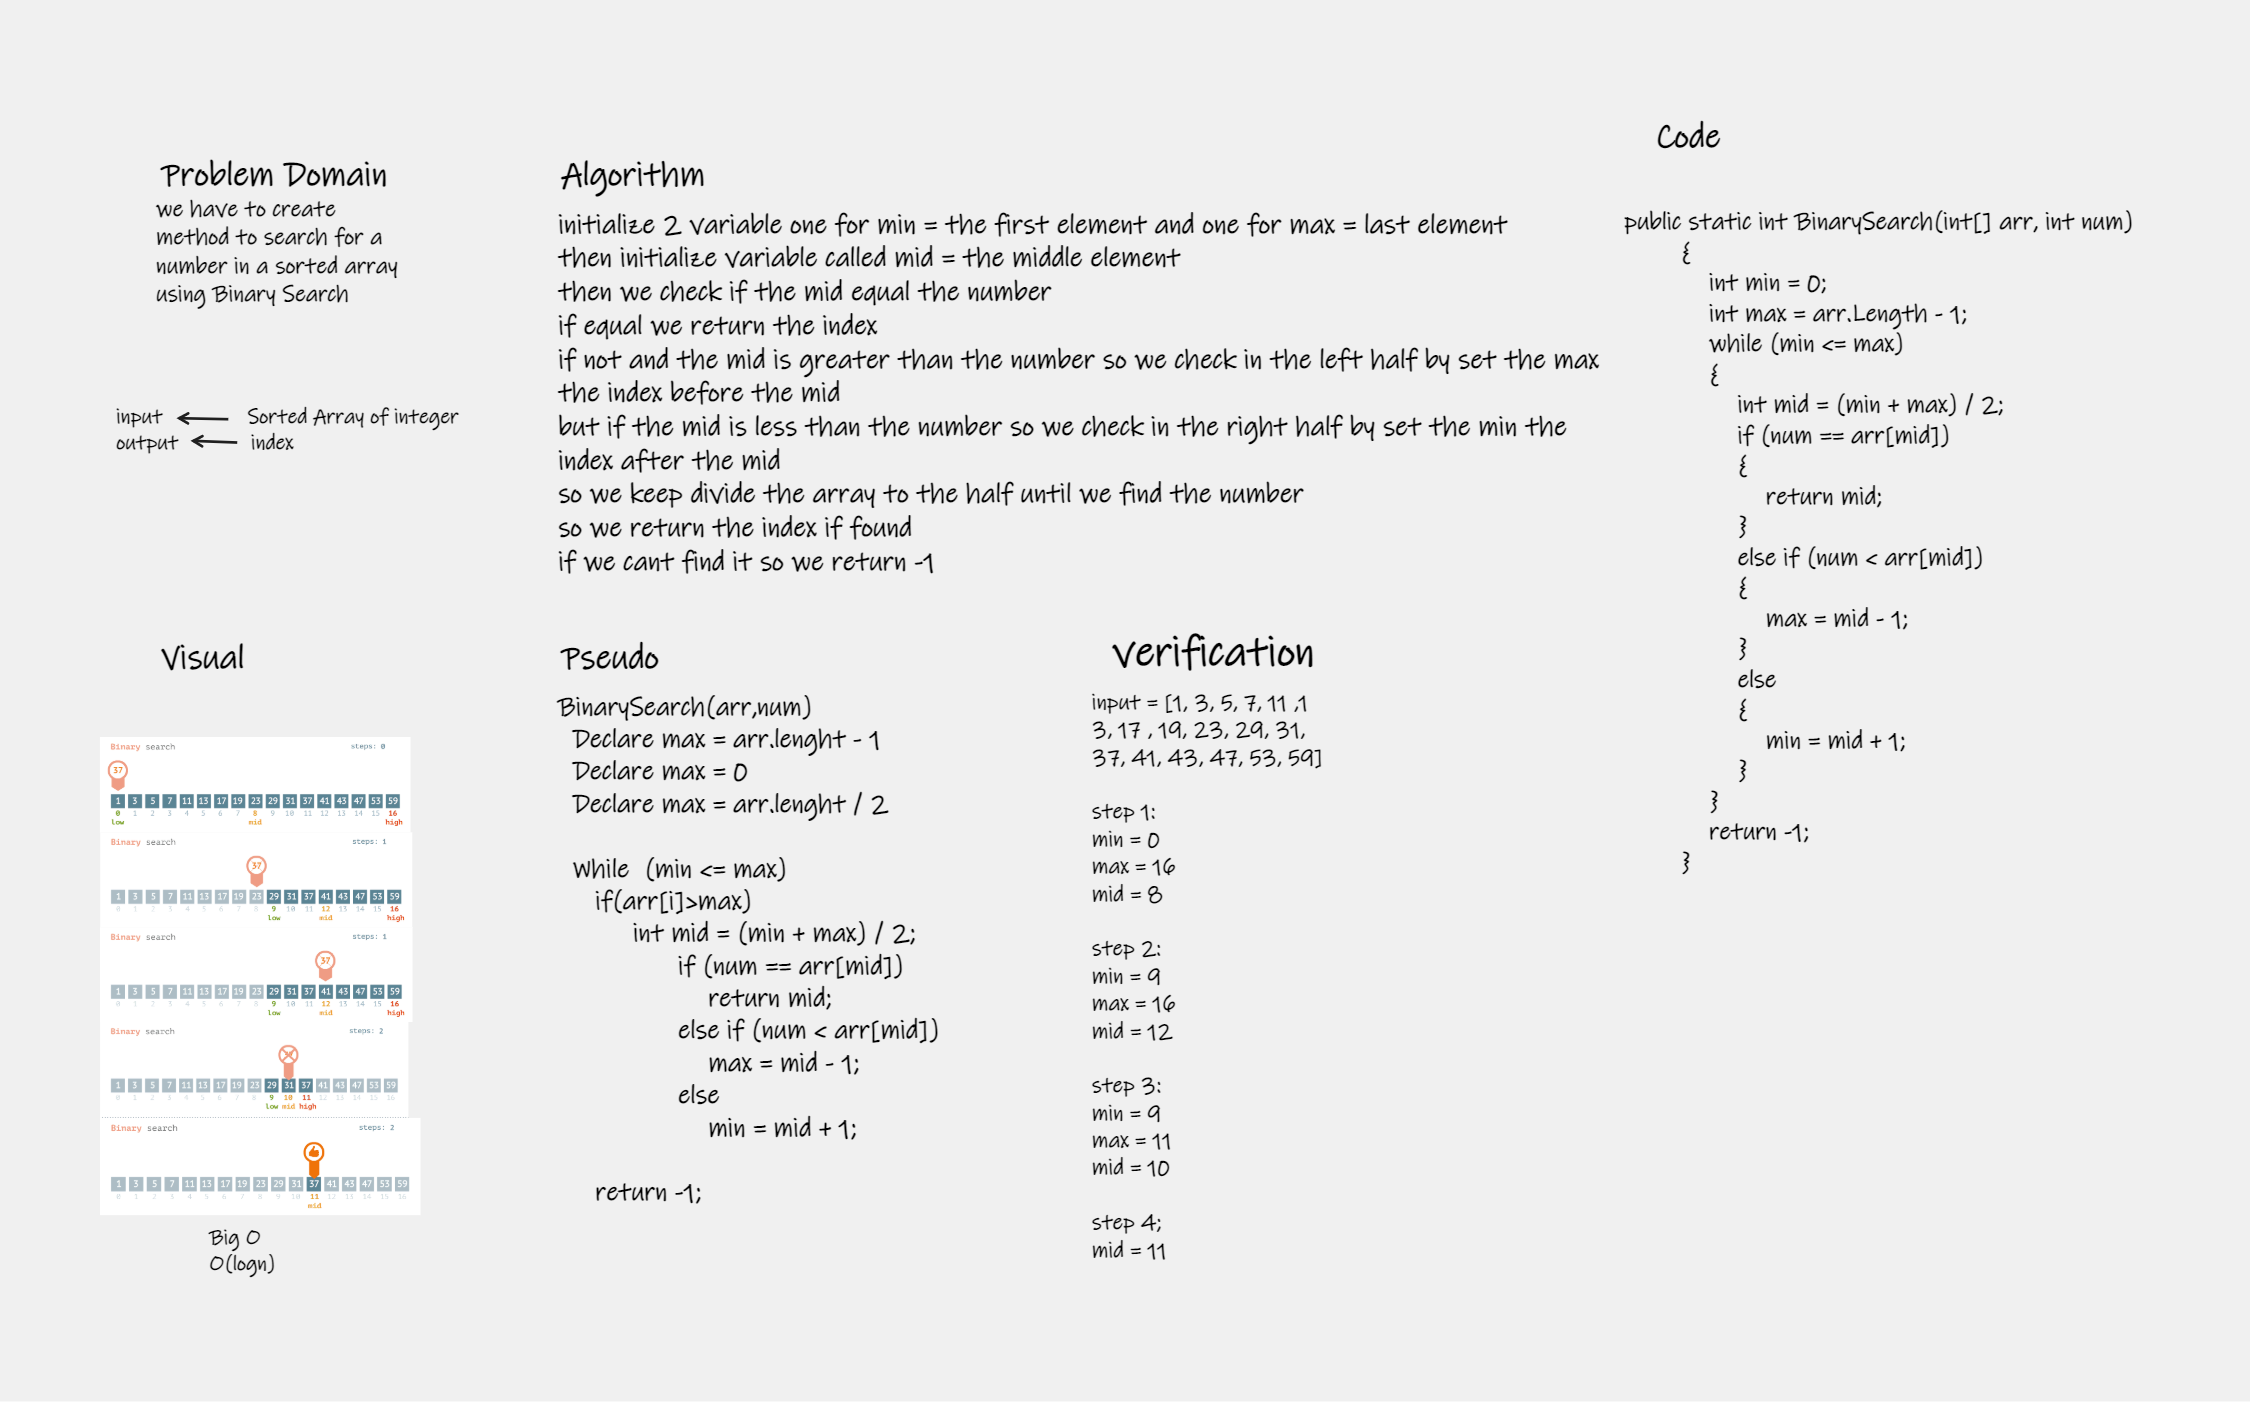 Problem Domain
we have to create
method to search for a
number in a sorted array
using Binary Search
input
Sorted Array of integer
output
index
Algorithm
initialize 2 variable one for min = the first element and one for max = last element
then initialize variable called mid = the middle element
then we check if the mid equal the number
if equal we return the index
if not and the mid is greater than the number so we check in the left half by set the max
the index before the mid
but if the mid is less than the number so we check in the right half by set the min the
index after the mid
so we keep divide the array to the half until we find the number
so we return the index if found
if we cant find it so we return -1
Code
public static int BinarySearch(int[] arr, int num)
{
int min = 0;
int max = arr.Length - 1;
while (min <= max)
{
int mid = (min + max) / 2;
if (num == arr[mid])
{
return mid;
}
else if (num < arr[mid])
{
max = mid - 1;
}
else
{
min = mid + 1;
}
}
return -1;
}
Visual
Binary search steps: 0
37
1 3 5 7 11 13 17 19 23 29 31 37 41 43 47 53 59
0 1 2 3 4 5 6 7 8 9 10 11 12 13 14 15 16
low mid high
Binary search steps: 1
37
1 3 5 7 11 13 17 19 23 29 31 37 41 43 47 53 59
0 1 2 3 4 5 6 7 8 9 10 11 12 13 14 15 16
low mid high
Binary search steps: 1
37
1 3 5 7 11 13 17 19 23 29 31 37 41 43 47 53 59
0 1 2 3 4 5 6 7 8 9 10 11 12 13 14 15 16
low mid high
Binary search steps: 2
1 3 5 7 11 13 17 19 23 29 31 37 41 43 47 53 59
0 1 2 3 4 5 6 7 8 9 10 11 12 13 14 15 16
low mid high
Binary search steps: 2
1 3 5 7 11 13 17 19 23 29 31 37 41 43 47 53 59
0 1 2 3 4 5 6 7 8 9 10 11 12 13 14 15 16
mid
Big O
O(logn)
Pseudo
BinarySearch(arr,num)
Declare max = arr.lenght - 1
Declare max = 0
Declare max = arr.lenght / 2
While (min <= max)
if(arr[i]>max)
int mid = (min + max) / 2;
if (num == arr[mid])
return mid;
else if (num < arr[mid])
max = mid - 1;
else
min = mid + 1;
return -1;
Verification
input = [1, 3, 5, 7, 11 ,1
3, 17 , 19, 23, 29, 31,
37, 41, 43, 47, 53, 59]
step 1:
min = 0
max = 16
mid = 8
step 2:
min = 9
max = 16
mid = 12
step 3:
min = 9
max = 11
mid = 10
step 4;
mid = 11